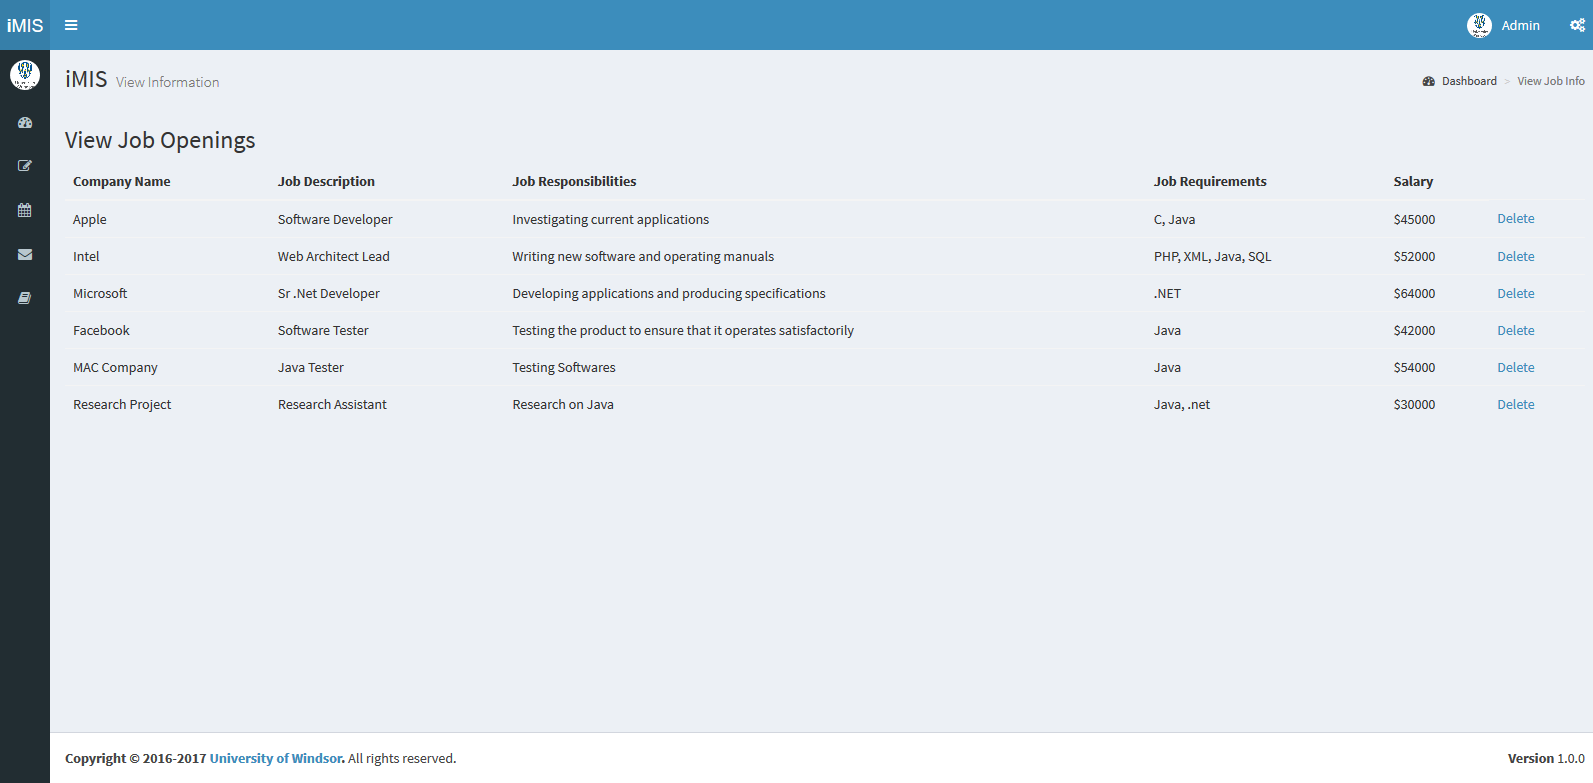 iMIS Admin
iMIS View Information Dashboard > View Job Info
View Job Openings
Company Name Job Description Job Responsibilities Job Requirements Salary
Apple Software Developer Investigating current applications C, Java $45000 Delete
Intel Web Architect Lead Writing new software and operating manuals PHP, XML, Java, SQL $52000 Delete
Microsoft Sr .Net Developer Developing applications and producing specifications .NET $64000 Delete
Facebook Software Tester Testing the product to ensure that it operates satisfactorily Java $42000 Delete
MAC Company Java Tester Testing Softwares Java $54000 Delete
Research Project Research Assistant Research on Java Java, .net $30000 Delete
Copyright © 2016-2017 University of Windsor. All rights reserved. Version 1.0.0